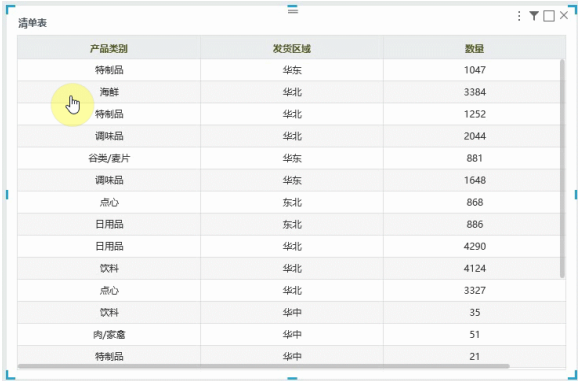 清单表
产品类别 发货区域 数量
特制品 华东 1047
海鲜 华北 3384
特制品 华北 1252
调味品 华北 2044
谷类/麦片 华东 881
调味品 华东 1648
点心 东北 868
日用品 东北 886
日用品 华北 4290
饮料 华北 4124
点心 华北 3327
饮料 华中 35
肉/家禽 华中 51
特制品 华中 21